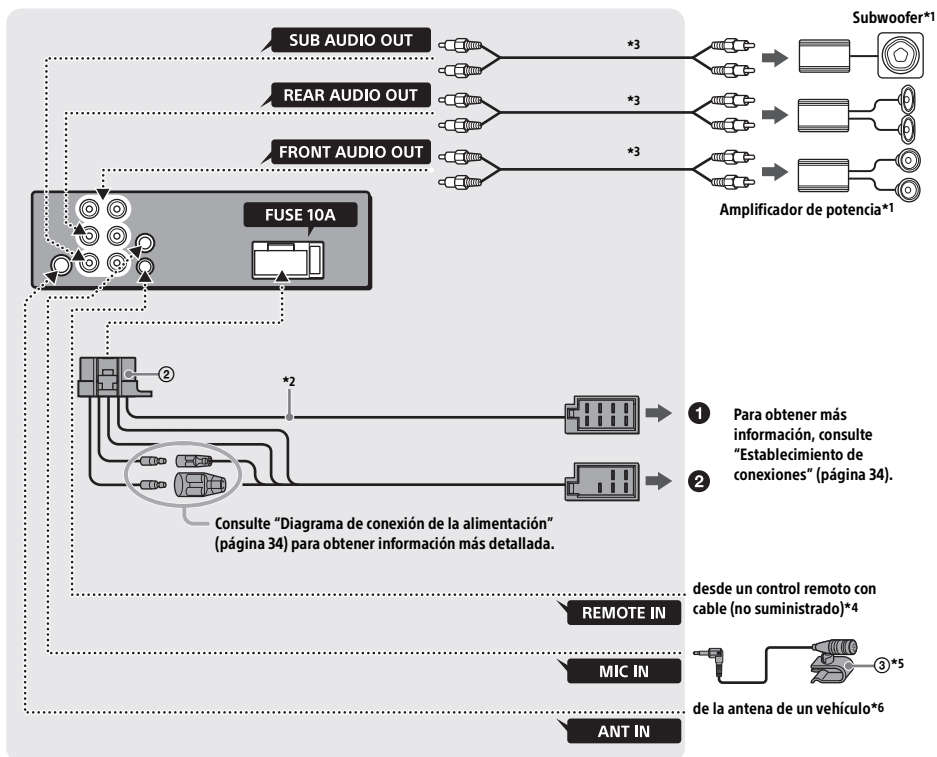 Subwoofer*1
SUB AUDIO OUT
*3
REAR AUDIO OUT
*3
FRONT AUDIO OUT
*3
Amplificador de potencia*1
FUSE 10A
②
*2
❶
Para obtener más
información, consulte
“Establecimiento de
conexiones” (página 34).
❷
Consulte “Diagrama de conexión de la alimentación”
(página 34) para obtener información más detallada.
desde un control remoto con
cable (no suministrado)*4
REMOTE IN
③*5
MIC IN
de la antena de un vehículo*6
ANT IN